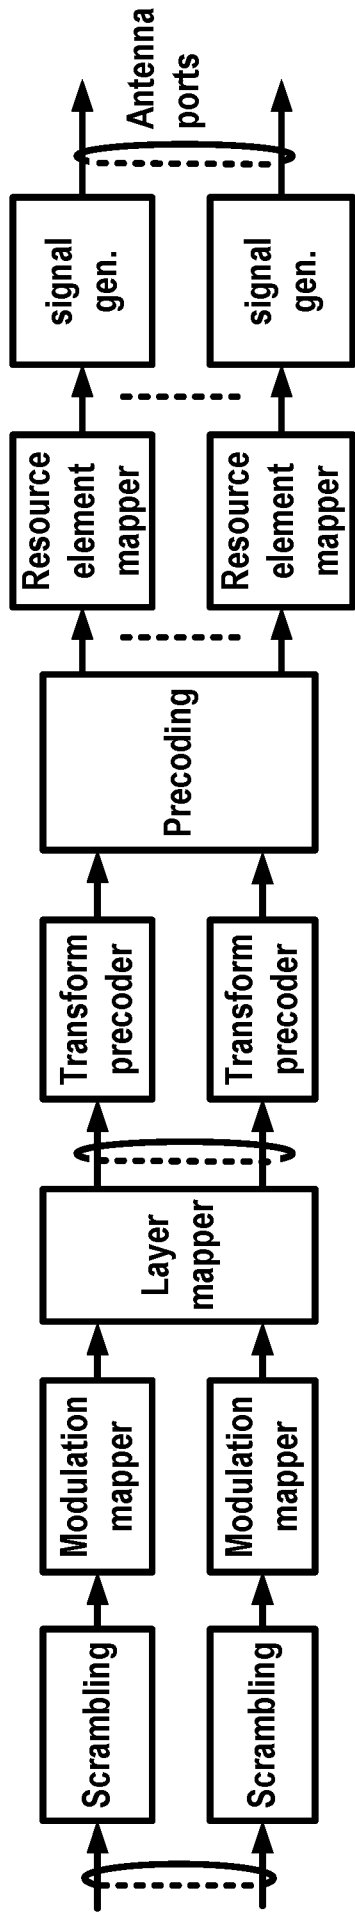 Scrambling
Scrambling
Modulation
mapper
Modulation
mapper
Layer
mapper
Transform
precoder
Transform
precoder
Precoding
Resource
element
mapper
Resource
element
mapper
signal
gen.
signal
gen.
Antenna
ports